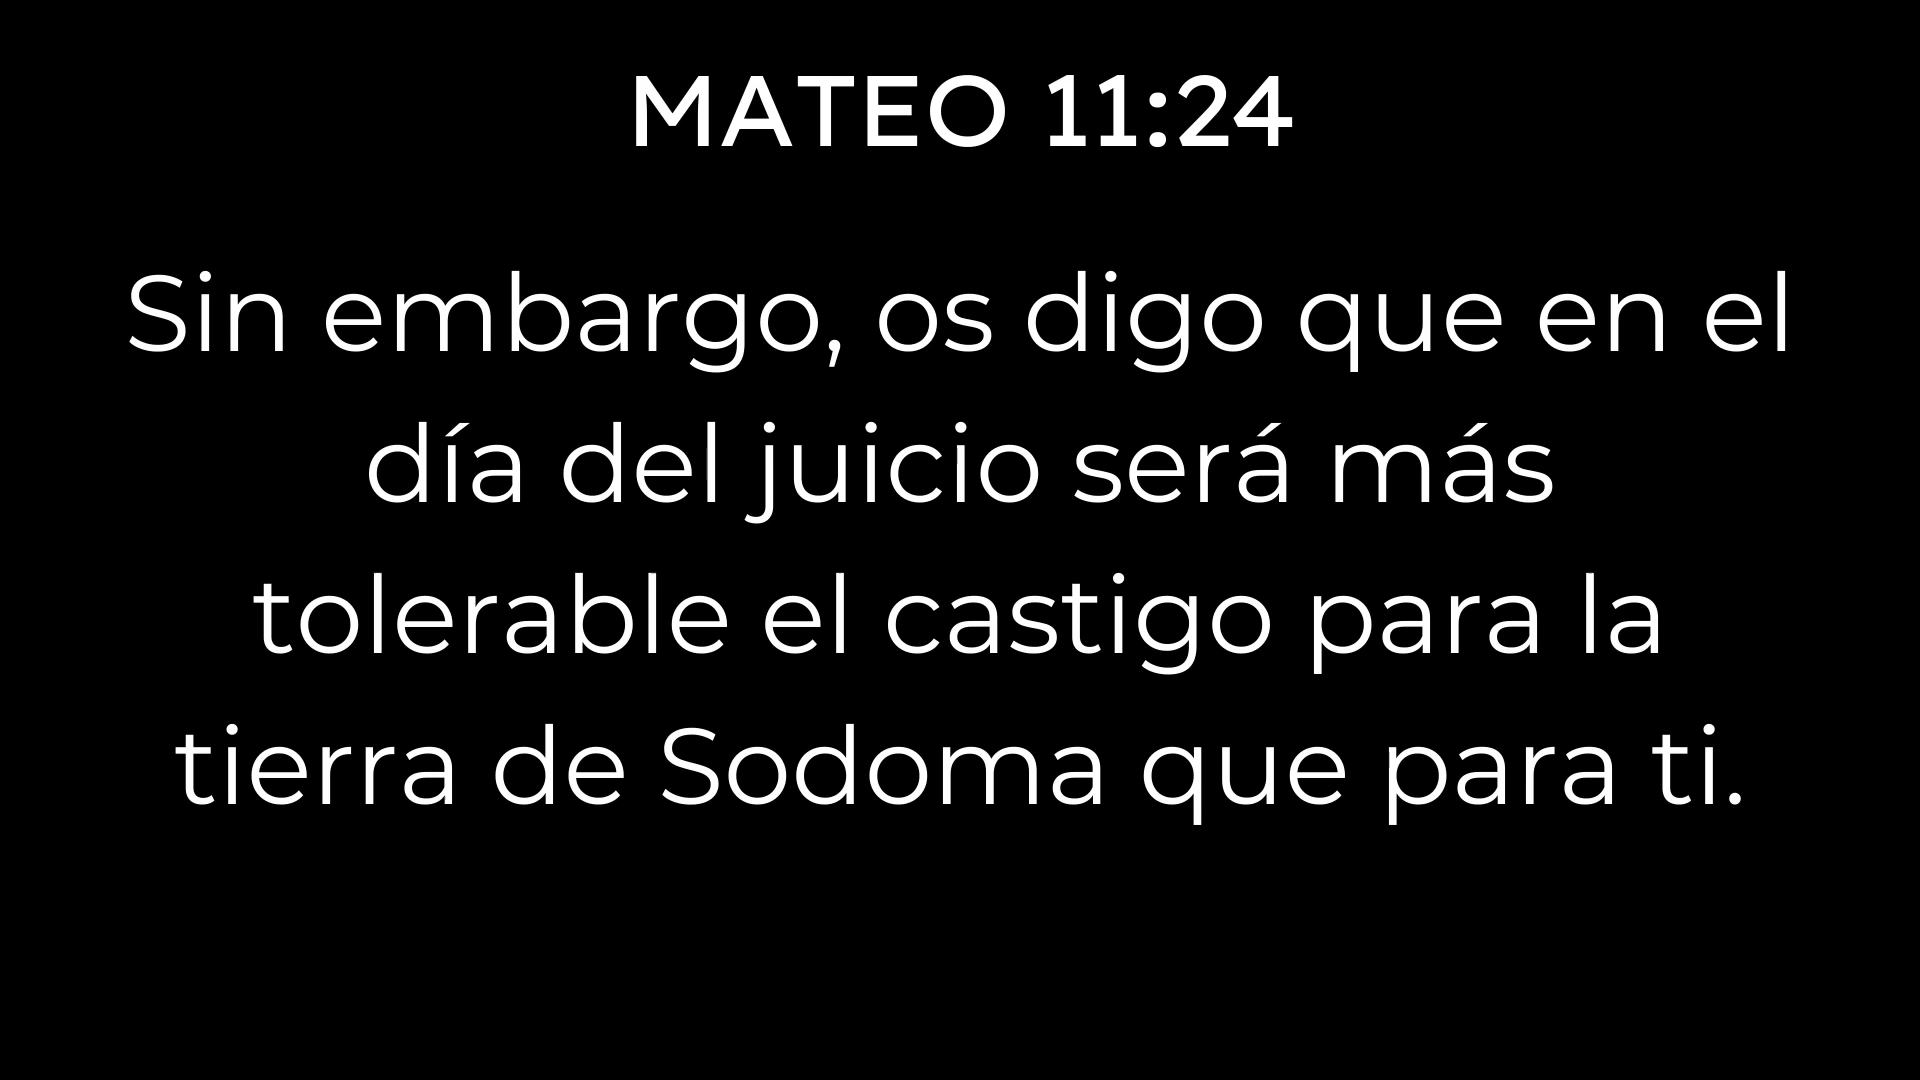 MATEO 11:24
Sin embargo, os digo que en el
día del juicio será más
tolerable el castigo para la
tierra de Sodoma que para ti.